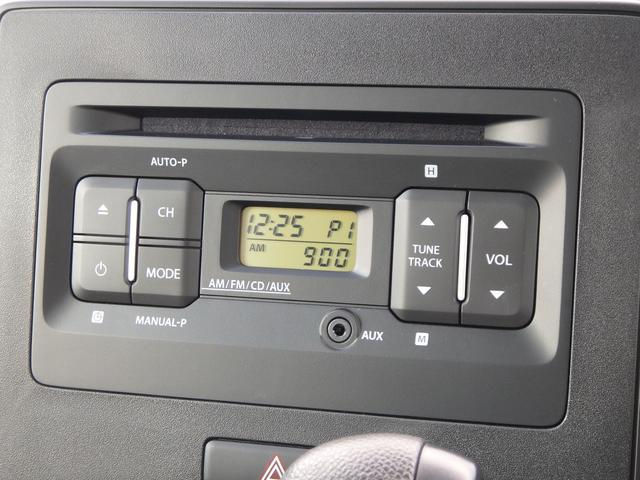 AUTO-P
H
CH
12:25 P1
AM
900
TUNE
TRACK
VOL
MODE
AM/FM/CD/AUX
MANUAL-P
AUX
M